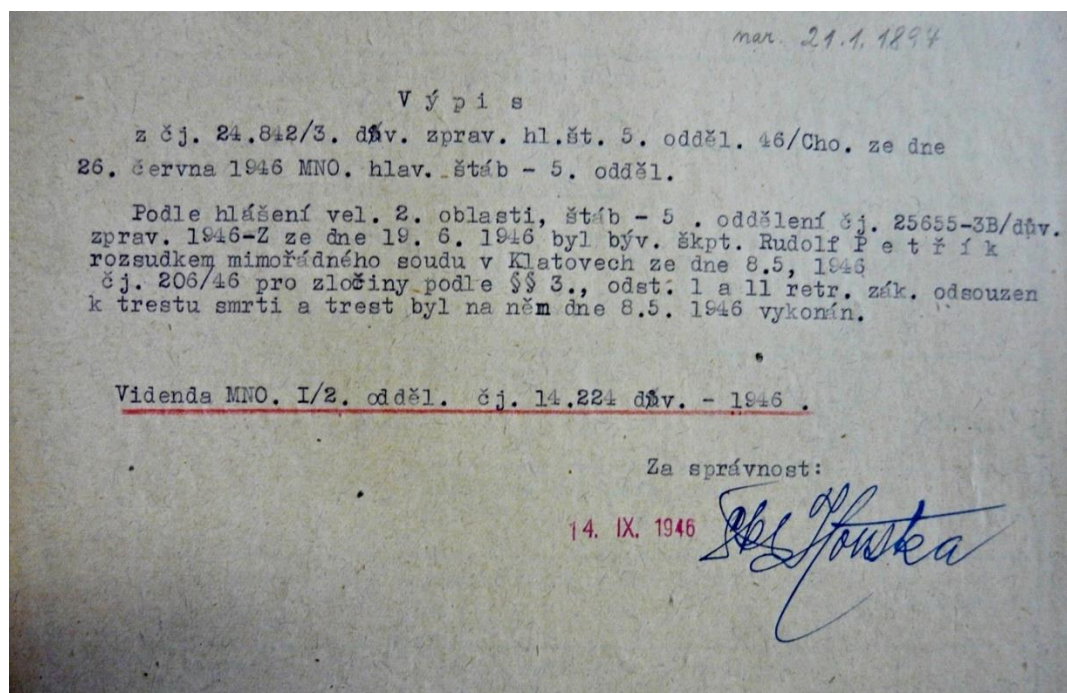 nar. 21.1.1897
V ý p i s
z čj. 24.842/3. dův. zprav. hl.št. 5. odděl. 46/Cho. ze dne
26. června 1946 MNO. hlav. štáb - 5. odděl.
Podle hlášení vel. 2. oblasti, štáb - 5 . oddělení čj. 25655-3B/dův.
zprav. 1946-Z ze dne 19. 6. 1946 byl býv. škpt. Rudolf P e t ř í k
rozsudkem mimořádného soudu v Klatovech ze dne 8.5, 1946
čj. 206/46 pro zločiny podle §§ 3., odst. 1 a 11 retr. zák. odsouzen
k trestu smrti a trest byl na něm dne 8.5. 1946 vykonín.
Videnda MNO. I/2. odděl. čj. 14.224 dův. - 1946 .
Za správnost:
14. IX. 1946
Houska